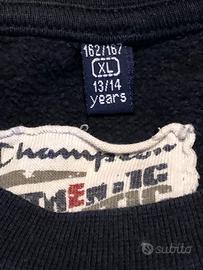 162/167
XL
13/14
years
Champion
subito